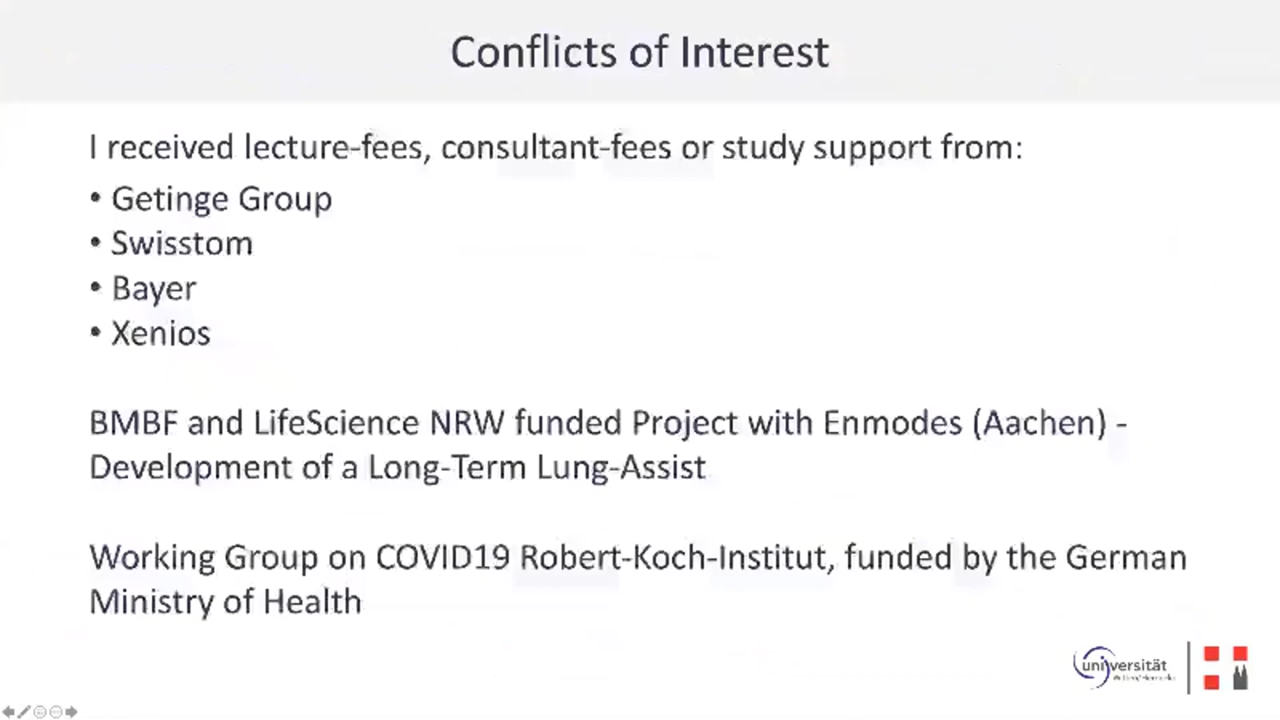 Conflicts of Interest
I received lecture-fees, consultant-fees or study support from:
• Getinge Group
• Swisstom
• Bayer
• Xenios
BMBF and LifeScience NRW funded Project with Enmodes (Aachen) -
Development of a Long-Term Lung-Assist
Working Group on COVID19 Robert-Koch-Institut, funded by the German
Ministry of Health
universität